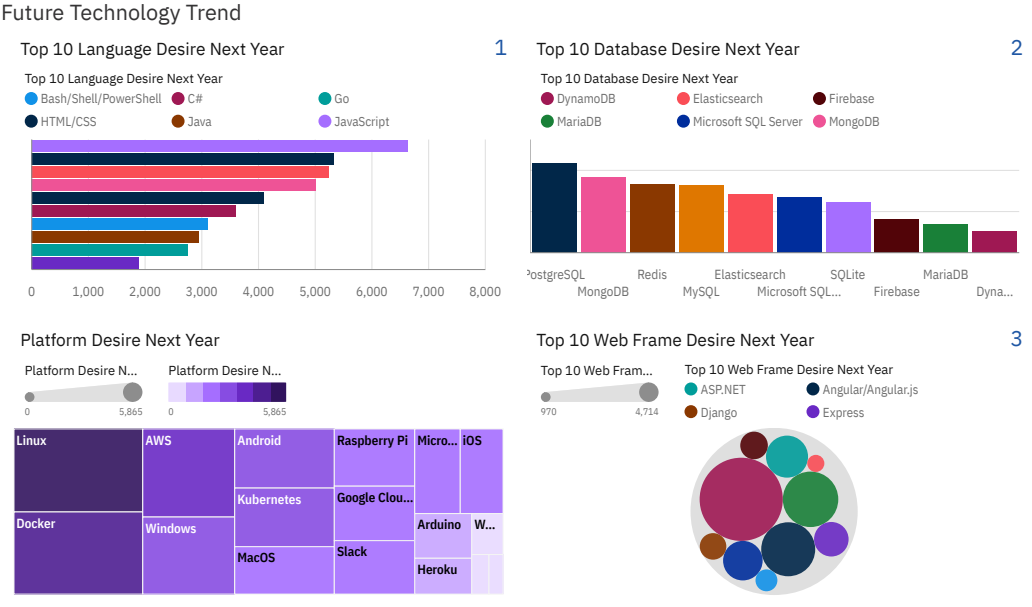 Future Technology Trend
Top 10 Language Desire Next Year
1
Top 10 Language Desire Next Year
Bash/Shell/PowerShell C# Go
HTML/CSS Java JavaScript
0 1,000 2,000 3,000 4,000 5,000 6,000 7,000 8,000
Top 10 Database Desire Next Year
2
Top 10 Database Desire Next Year
DynamoDB Elasticsearch Firebase
MariaDB Microsoft SQL Server MongoDB
PostgreSQL Redis Elasticsearch SQLite MariaDB
MongoDB MySQL Microsoft SQL... Firebase Dyna...
Platform Desire Next Year
Platform Desire N... Platform Desire N...
0 5,865 0 5,865
Linux AWS Android Raspberry Pi Micro... iOS
Kubernetes Google Clou...
Docker Windows Arduino W...
MacOS Slack
Heroku
Top 10 Web Frame Desire Next Year
3
Top 10 Web Fram... Top 10 Web Frame Desire Next Year
ASP.NET Angular/Angular.js
970 4,714
Django Express